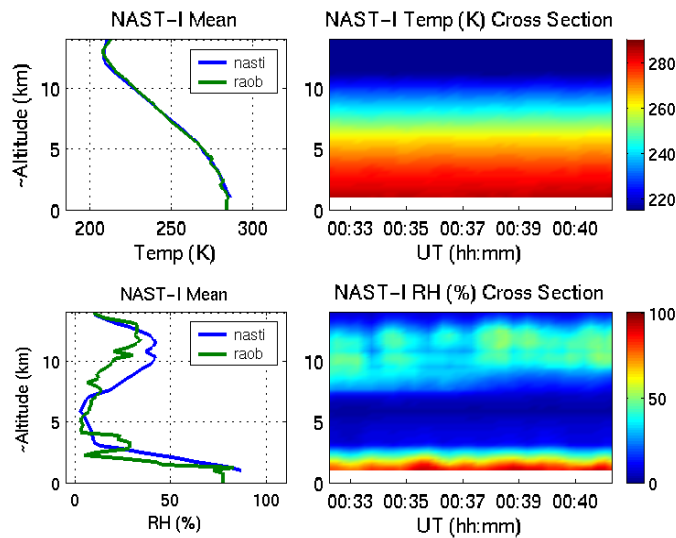 NAST-I Mean
nasti
raob
10
5
0
200 250 300
~Altitude (km)
Temp (K)
NAST-I Temp (K) Cross Section
10
5
0
00:33 00:35 00:37 00:39 00:40
UT (hh:mm)
280
260
240
220
NAST-I Mean
nasti
raob
10
5
0
0 50 100
~Altitude (km)
RH (%)
NAST-I RH (%) Cross Section
10
5
0
00:33 00:35 00:37 00:39 00:40
UT (hh:mm)
100
50
0